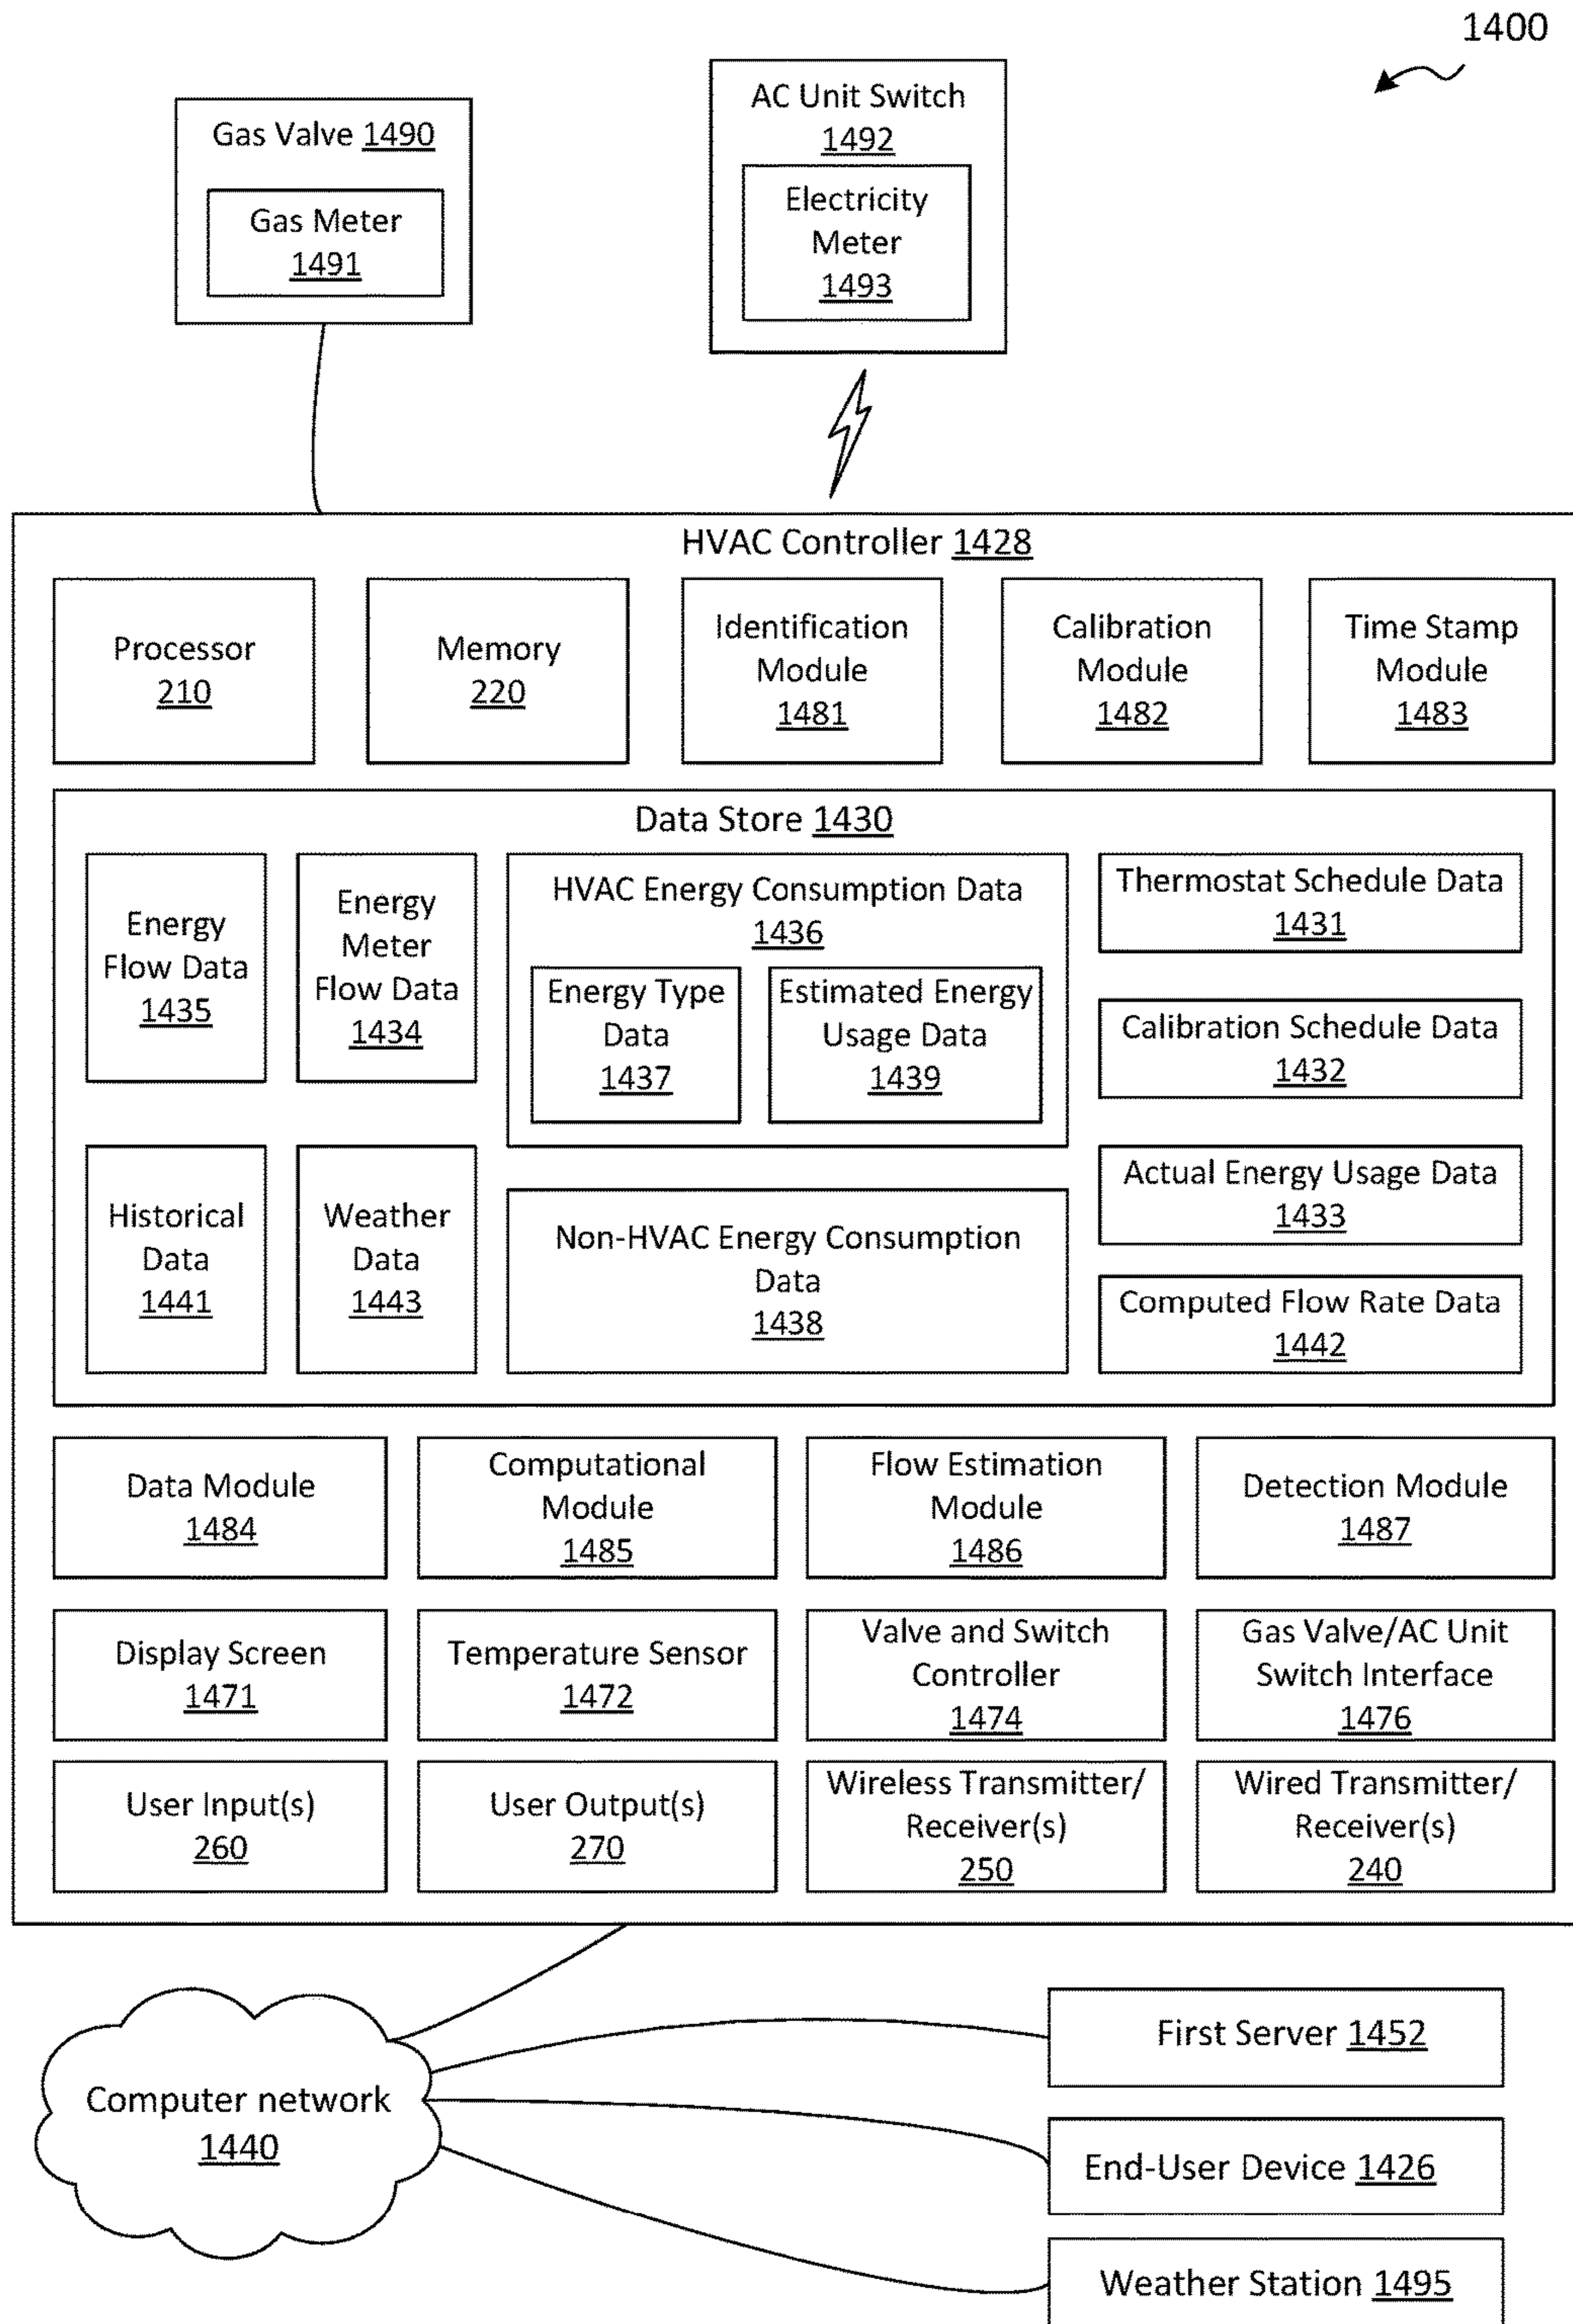 1400
Gas Valve 1490
Gas Meter
1491
AC Unit Switch
1492
Electricity
Meter
1493
HVAC Controller 1428
Processor
210
Memory
220
Identification
Module
1481
Calibration
Module
1482
Time Stamp
Module
1483
Data Store 1430
Energy
Flow Data
1435
Energy
Meter
Flow Data
1434
HVAC Energy Consumption Data
1436
Energy Type
Data
1437
Estimated Energy
Usage Data
1439
Thermostat Schedule Data
1431
Calibration Schedule Data
1432
Historical
Data
1441
Weather
Data
1443
Non-HVAC Energy Consumption
Data
1438
Actual Energy Usage Data
1433
Computed Flow Rate Data
1442
Data Module
1484
Computational
Module
1485
Flow Estimation
Module
1486
Detection Module
1487
Display Screen
1471
Temperature Sensor
1472
Valve and Switch
Controller
1474
Gas Valve/AC Unit
Switch Interface
1476
User Input(s)
260
User Output(s)
270
Wireless Transmitter/
Receiver(s)
250
Wired Transmitter/
Receiver(s)
240
Computer network
1440
First Server 1452
End-User Device 1426
Weather Station 1495